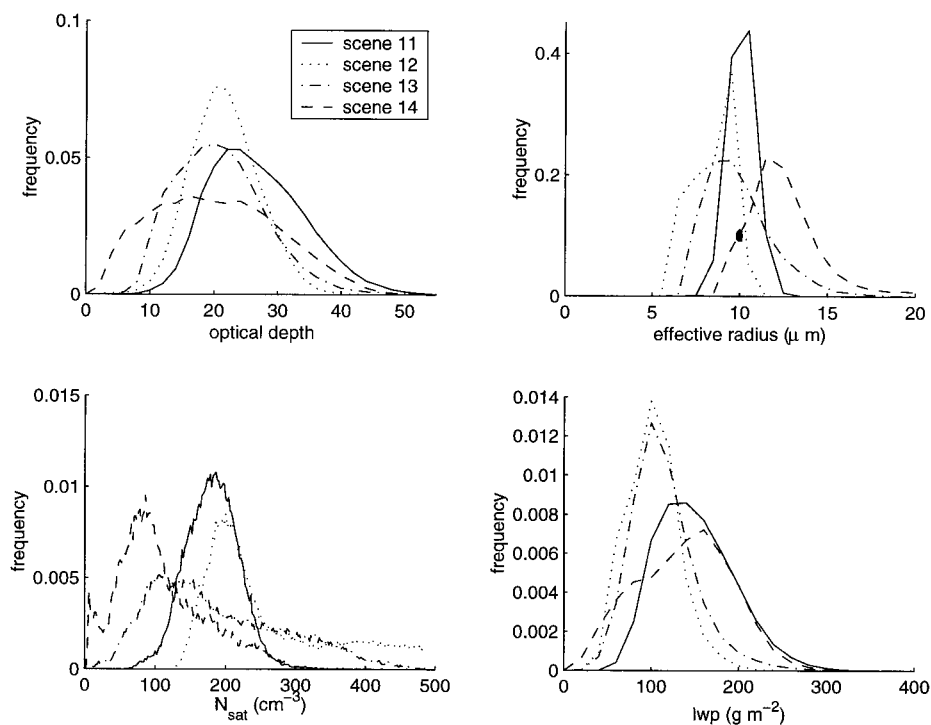 0.1
0.05
0
frequency
0 10 20 30 40 50
optical depth
scene 11
scene 12
scene 13
scene 14
0.4
0.2
0
frequency
0 5 10 15 20
effective radius (μ m)
0.015
0.01
0.005
0
frequency
0 100 200 300 400 500
N_sat (cm⁻³)
0.014
0.012
0.01
0.008
0.006
0.004
0.002
0
frequency
0 100 200 300 400
lwp (g m⁻²)